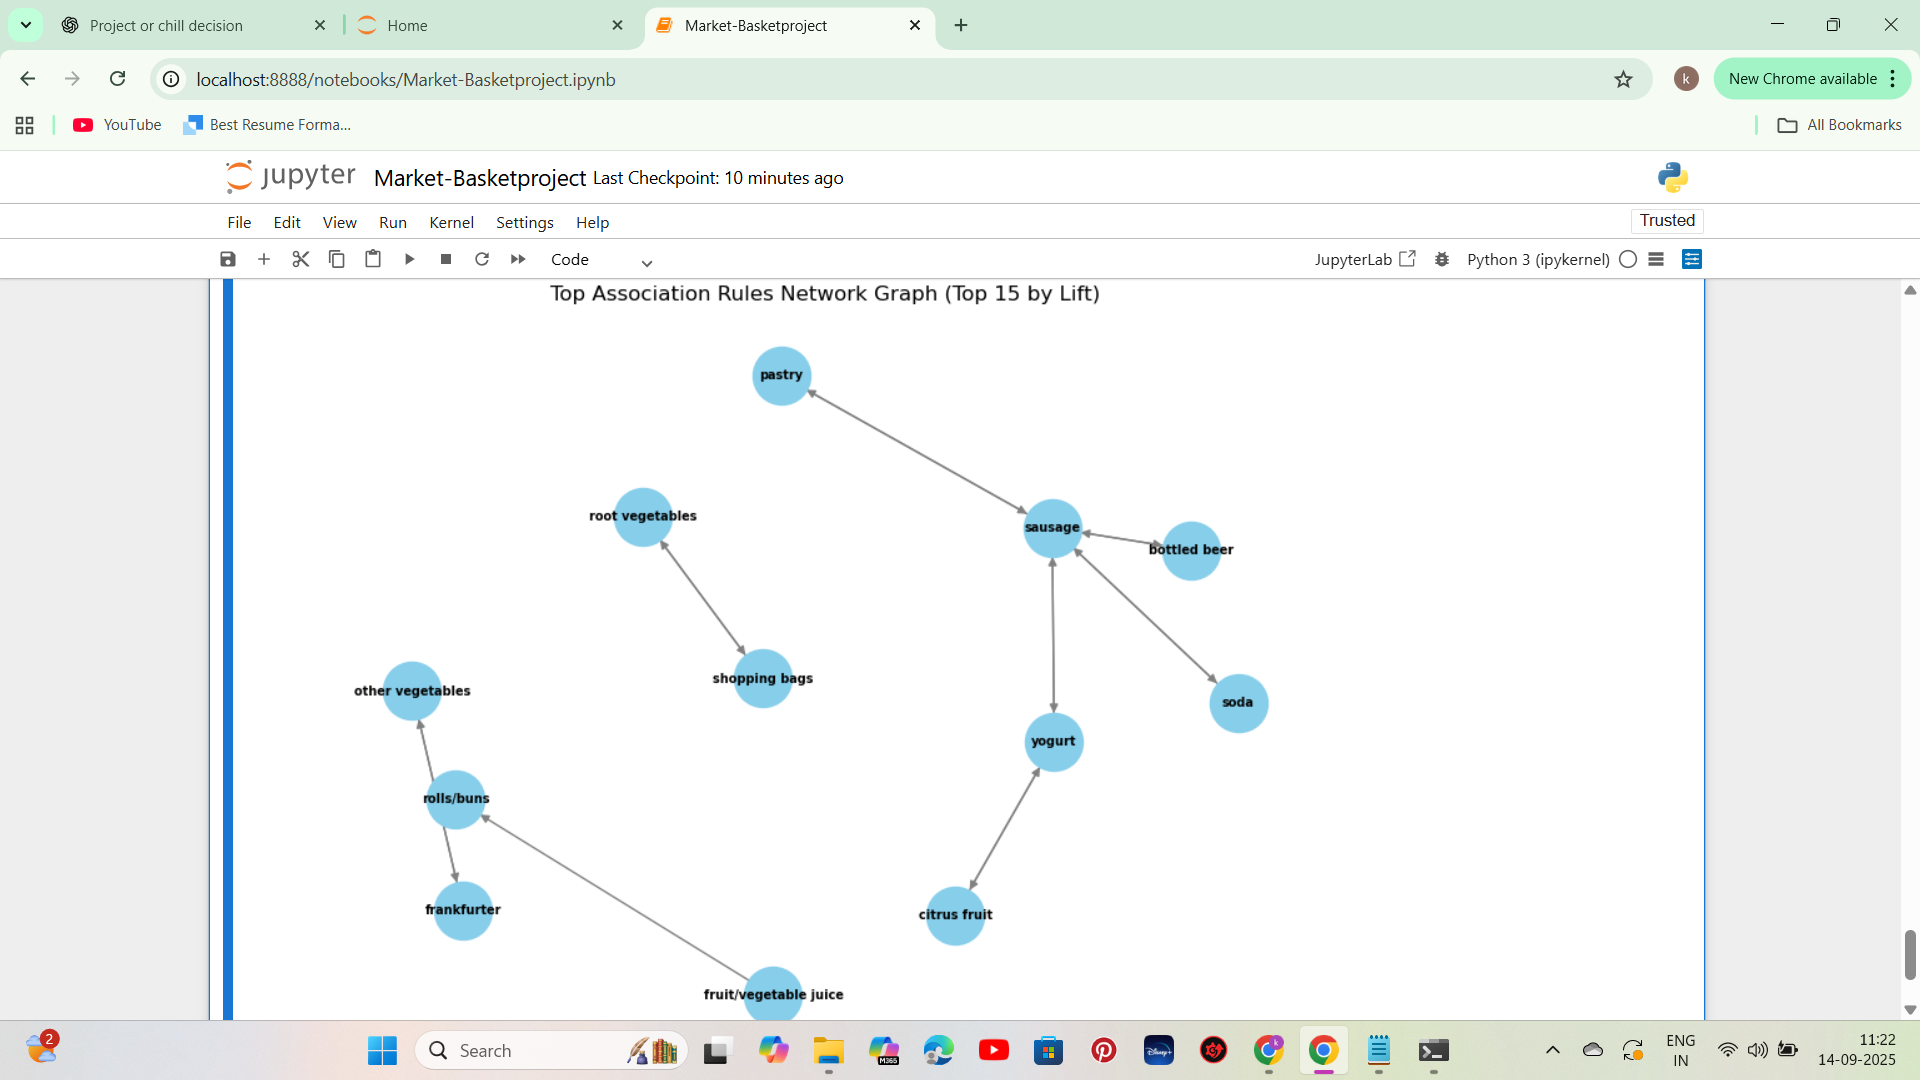 Project or chill decision
Home
Market-Basketproject
localhost:8888/notebooks/Market-Basketproject.ipynb
k
New Chrome available
YouTube
Best Resume Forma...
All Bookmarks
jupyter
Market-Basketproject Last Checkpoint: 10 minutes ago
File Edit View Run Kernel Settings Help
Trusted
Code
JupyterLab
Python 3 (ipykernel)
Top Association Rules Network Graph (Top 15 by Lift)
pastry
root vegetables
sausage
bottled beer
shopping bags
other vegetables
soda
yogurt
rolls/buns
frankfurter
citrus fruit
fruit/vegetable juice
2
Search
M365
Disney+
k
ENG
IN
11:22
14-09-2025